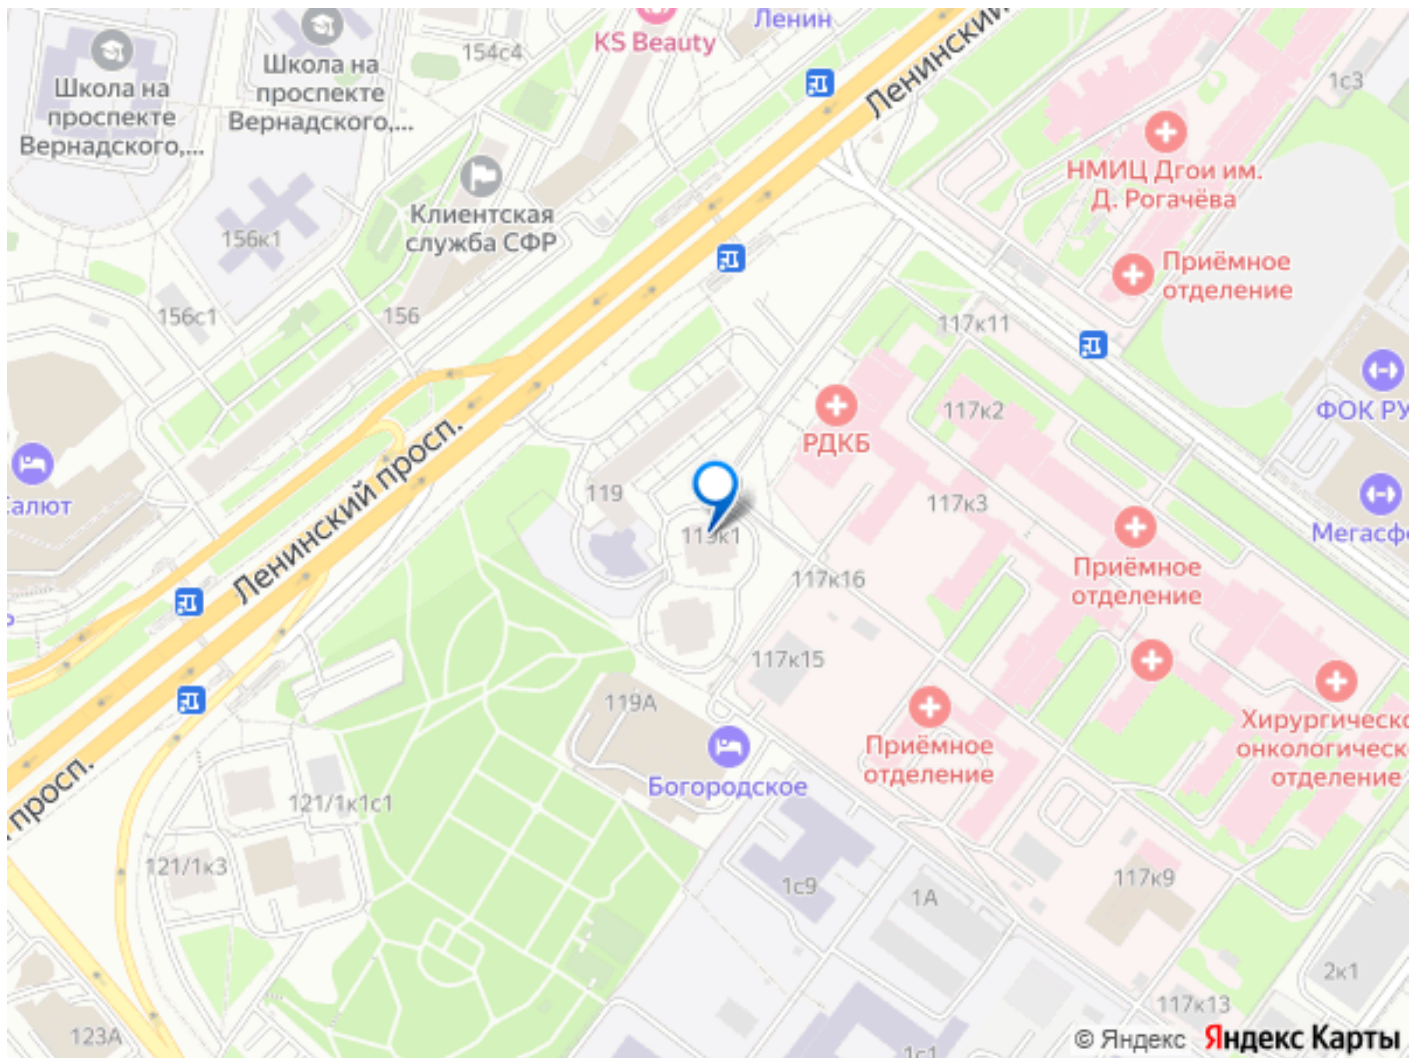 Ленин
KS Beauty
154с4
Школа на
проспекте
Вернадского,...
Школа на
проспекте
Вернадского,...
Ленинский
1с3
НМИЦ Дгои им.
Д. Рогачёва
Клиентская
служба СФР
156к1
Приёмное
отделение
156с1
156
117к11
ФОК РУ
117к2
РДКБ
Ленинский просп.
алют
119
117к3
Мегасф
119к1
Приёмное
отделение
117к16
117к15
119А
Хирургическо
онкологическ
отделение
Приёмное
отделение
Богородское
просп.
121/1к1с1
121/1к3
1с9
117к9
1А
2к1
117к13
123А
1с1
© Яндекс Яндекс Карты